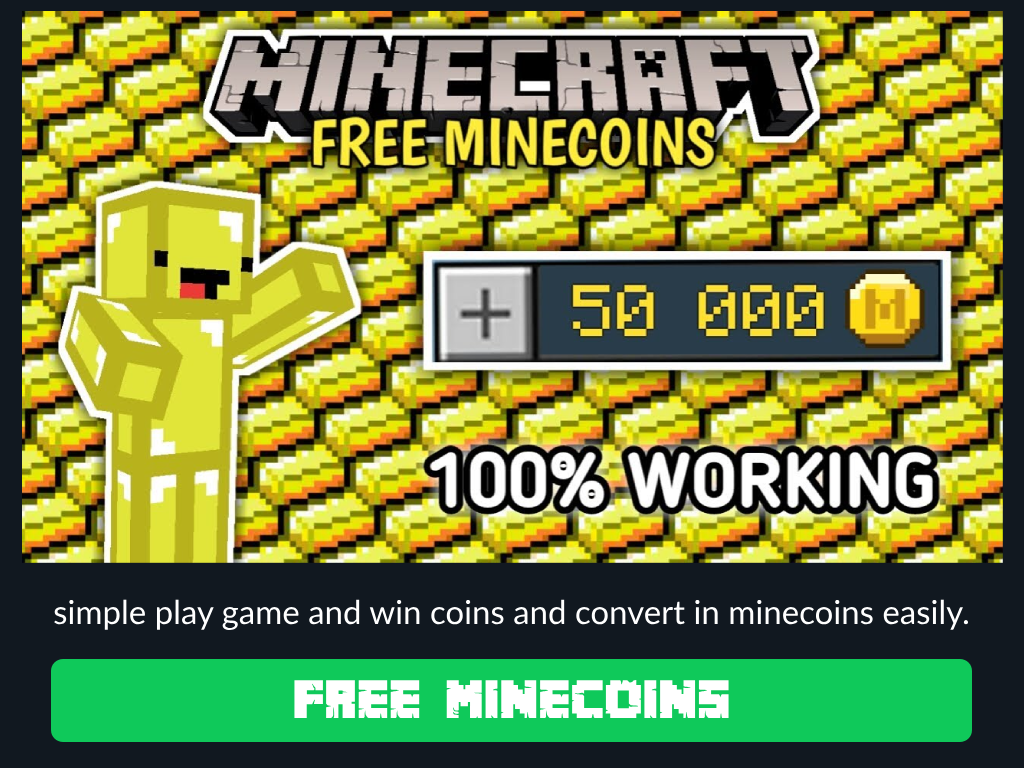 MINECRAFT
FREE MINECOINS
50 000 M
100% WORKING
simple play game and win coins and convert in minecoins easily.
FREE MINECOINS